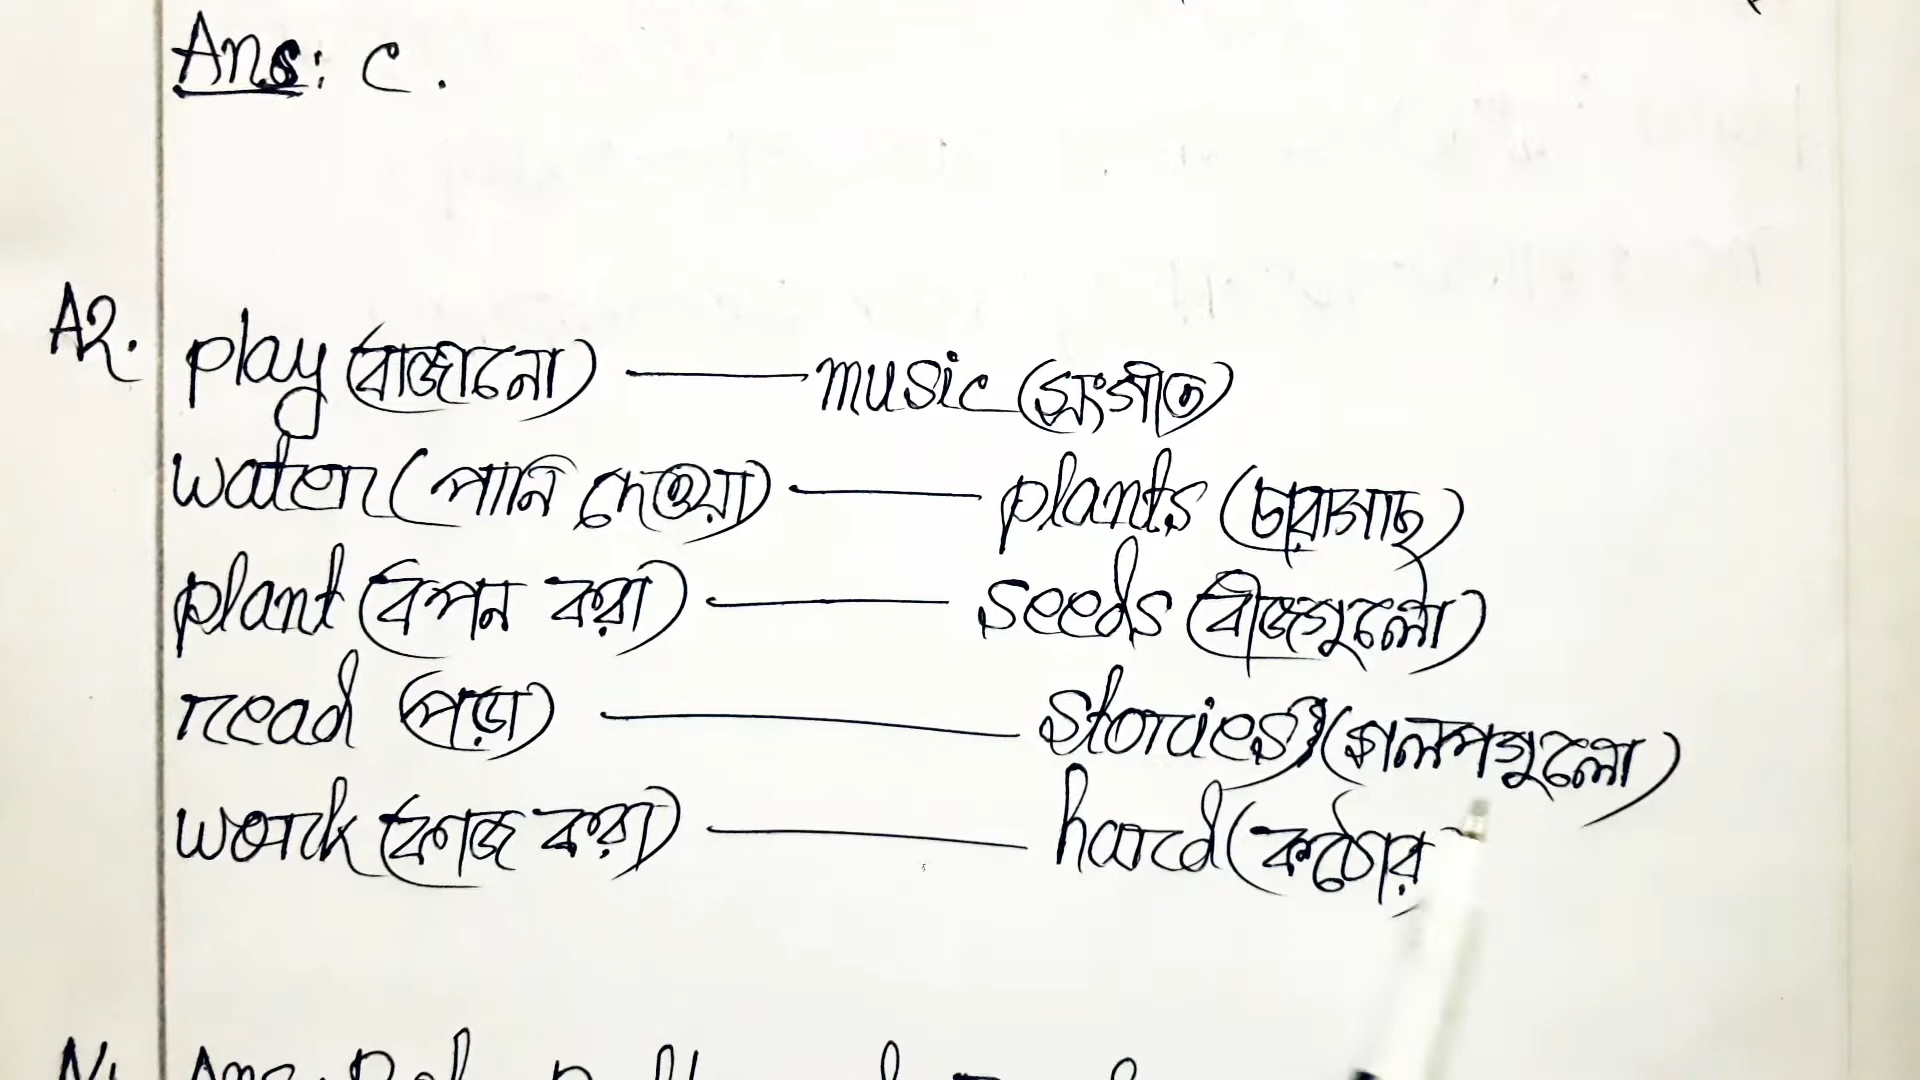 Ans: c.
A2. play (বাজানো) — music (সংগীত)
water (পানি দেওয়া) — plants (চারাগাছ)
plant (বপন করা) — seeds (বীজগুলো)
read (পড়া) — stories (গল্পগুলো)
work (কাজ করা) — hard (কঠোর
Ans: